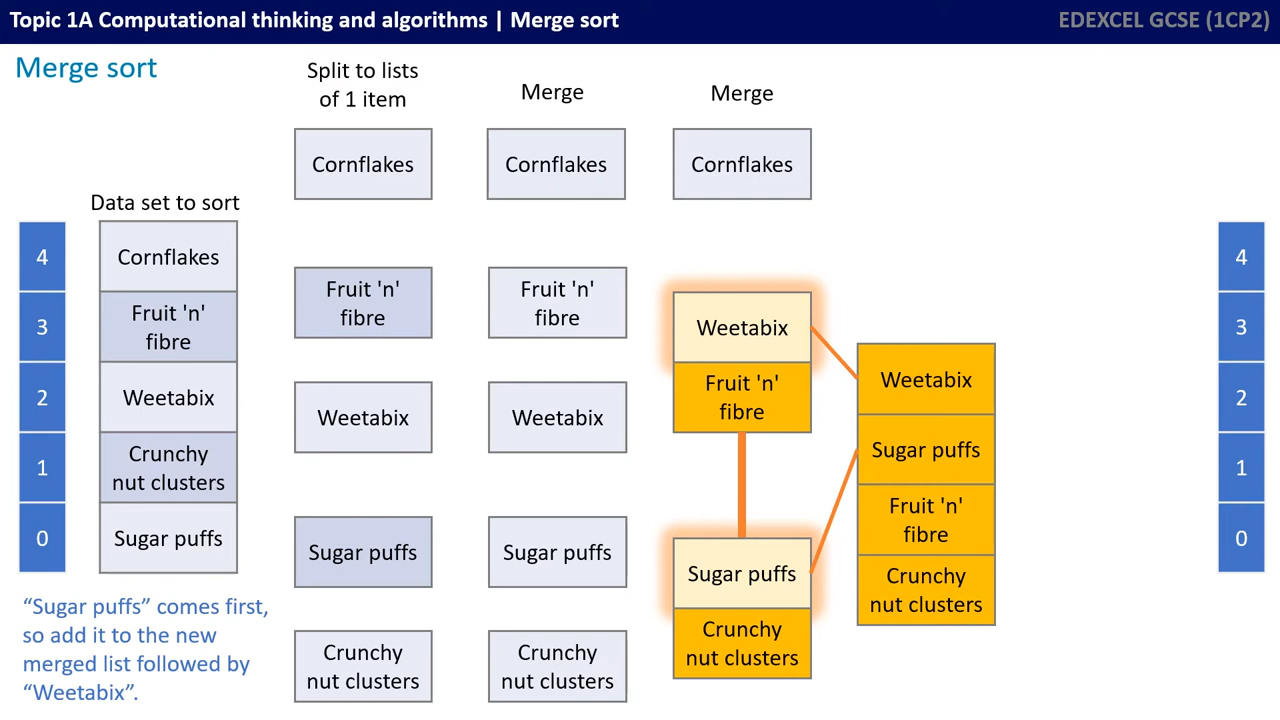 Topic 1A Computational thinking and algorithms | Merge sort
EDEXCEL GCSE (1CP2)
Merge sort
Data set to sort
4
3
2
1
0
Cornflakes
Fruit 'n'
fibre
Weetabix
Crunchy
nut clusters
Sugar puffs
“Sugar puffs” comes first,
so add it to the new
merged list followed by
“Weetabix”.
Split to lists
of 1 item
Cornflakes
Fruit 'n'
fibre
Weetabix
Sugar puffs
Crunchy
nut clusters
Merge
Cornflakes
Fruit 'n'
fibre
Weetabix
Sugar puffs
Crunchy
nut clusters
Merge
Cornflakes
Weetabix
Fruit 'n'
fibre
Sugar puffs
Crunchy
nut clusters
Weetabix
Sugar puffs
Fruit 'n'
fibre
Crunchy
nut clusters
4
3
2
1
0